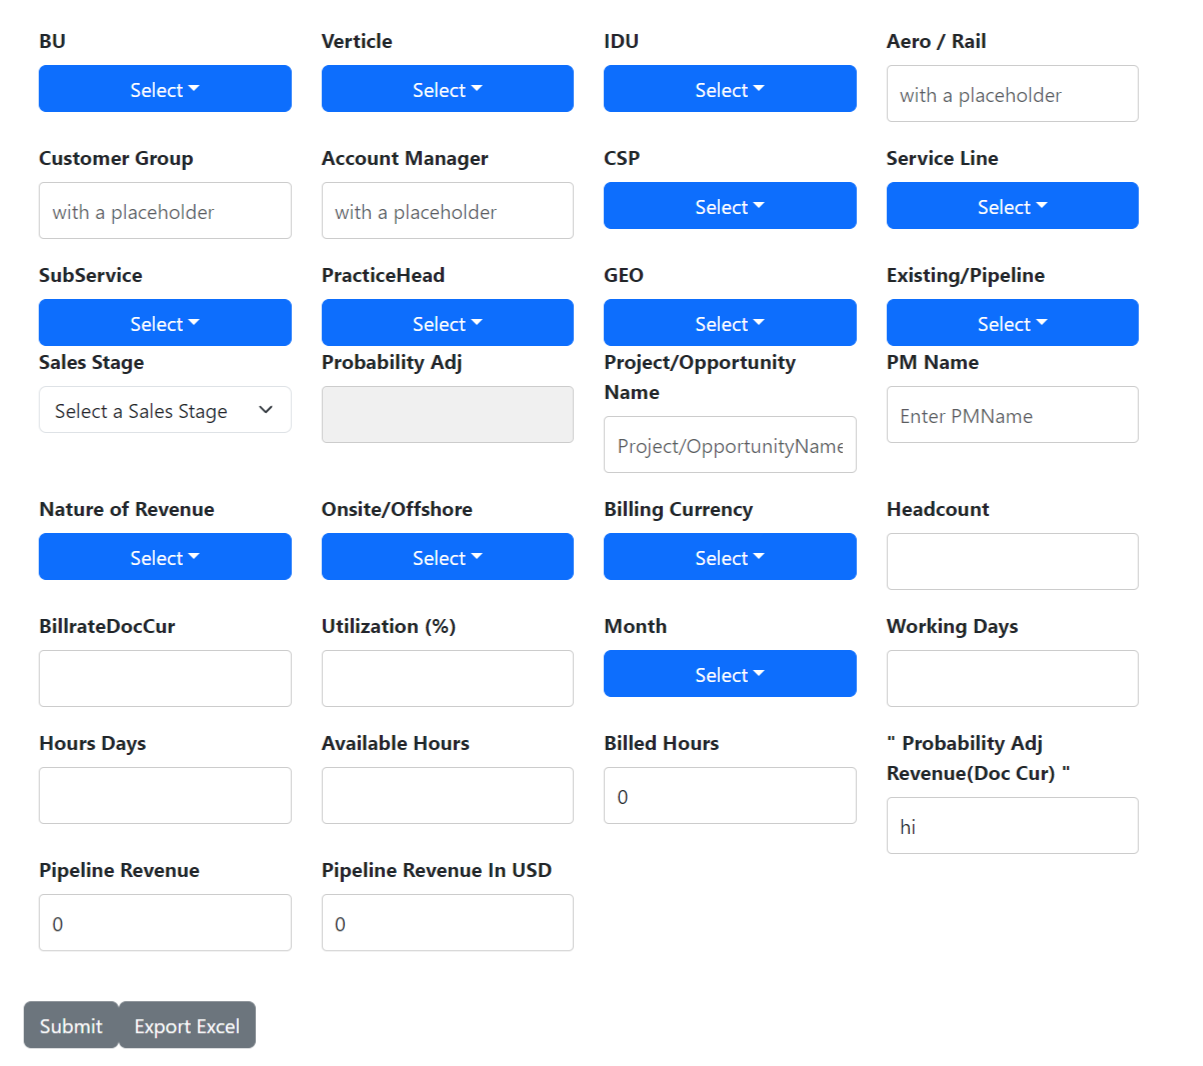 BU
Verticle
IDU
Aero / Rail
Select
Select
Select
with a placeholder
Customer Group
Account Manager
CSP
Service Line
with a placeholder
with a placeholder
Select
Select
SubService
PracticeHead
GEO
Existing/Pipeline
Select
Select
Select
Select
Sales Stage
Probability Adj
Project/Opportunity
Name
PM Name
Select a Sales Stage
Project/OpportunityName
Enter PMName
Nature of Revenue
Onsite/Offshore
Billing Currency
Headcount
Select
Select
Select
BillrateDocCur
Utilization (%)
Month
Working Days
Select
Hours Days
Available Hours
Billed Hours
" Probability Adj
Revenue(Doc Cur) "
0
hi
Pipeline Revenue
Pipeline Revenue In USD
0
0
Submit
Export Excel